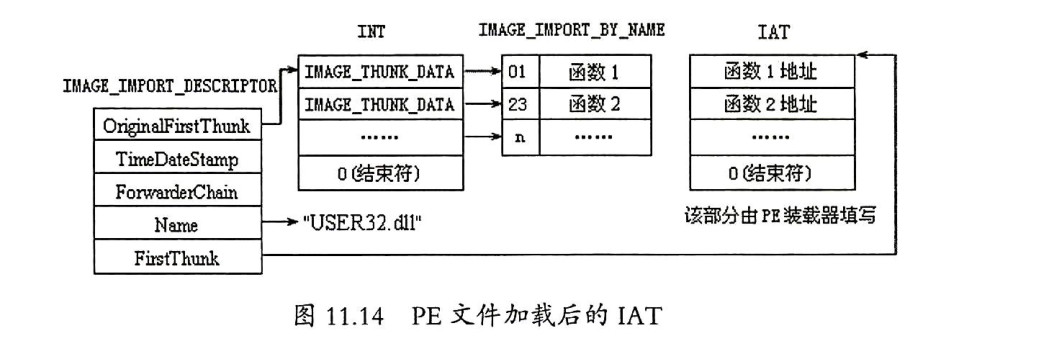 INT IMAGE_IMPORT_BY_NAME IAT
IMAGE_IMPORT_DESCRIPTOR
IMAGE_THUNK_DATA 01 函数1 函数1地址
IMAGE_THUNK_DATA 23 函数2 函数2地址
…… n …… ……
0(结束符) 0(结束符)
OriginalFirstThunk
TimeDateStamp
ForwarderChain
Name "USER32.dll"
FirstThunk
该部分由PE装载器填写
图 11.14 PE 文件加载后的 IAT